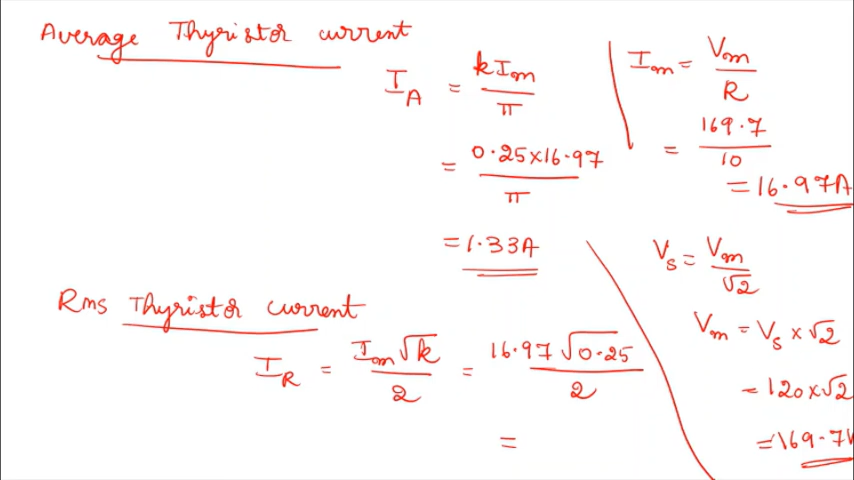 Average Thyristor current
I_A = kI_m / π
= 0.25×16.97 / π
= 1.33A
I_m = V_m / R
= 169.7 / 10
= 16.97A
Rms Thyristor current
I_R = I_m√k / 2 = 16.97√0.25 / 2
=
V_s = V_m / √2
V_m = V_s × √2
= 120×√2
= 169.7V